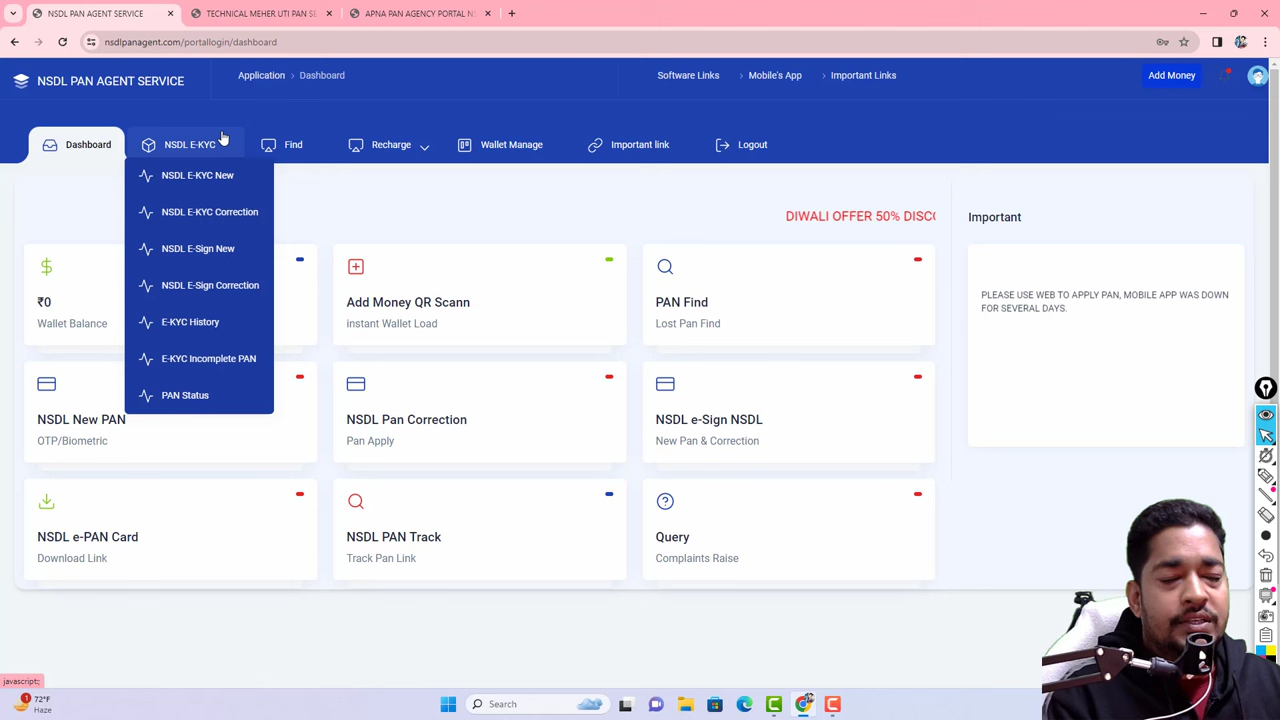 NSDL PAN AGENT SERVICE
TECHNICAL MEHER UTI PAN SE
APNA PAN AGENCY PORTAL N
nsdlpanagent.com/portallogin/dashboard
NSDL PAN AGENT SERVICE
Application › Dashboard
Software Links › Mobile's App › Important Links
Add Money
Dashboard
NSDL E-KYC
Find
Recharge
Wallet Manage
Important link
Logout
NSDL E-KYC New
NSDL E-KYC Correction
NSDL E-Sign New
NSDL E-Sign Correction
E-KYC History
E-KYC Incomplete PAN
PAN Status
DIWALI OFFER 50% DISC
Important
PLEASE USE WEB TO APPLY PAN, MOBILE APP WAS DOWN
FOR SEVERAL DAYS.
₹0
Wallet Balance
Add Money QR Scann
instant Wallet Load
PAN Find
Lost Pan Find
NSDL New PAN
OTP/Biometric
NSDL Pan Correction
Pan Apply
NSDL e-Sign NSDL
New Pan & Correction
NSDL e-PAN Card
Download Link
NSDL PAN Track
Track Pan Link
Query
Complaints Raise
javascript:;
1
72°F
Haze
Search